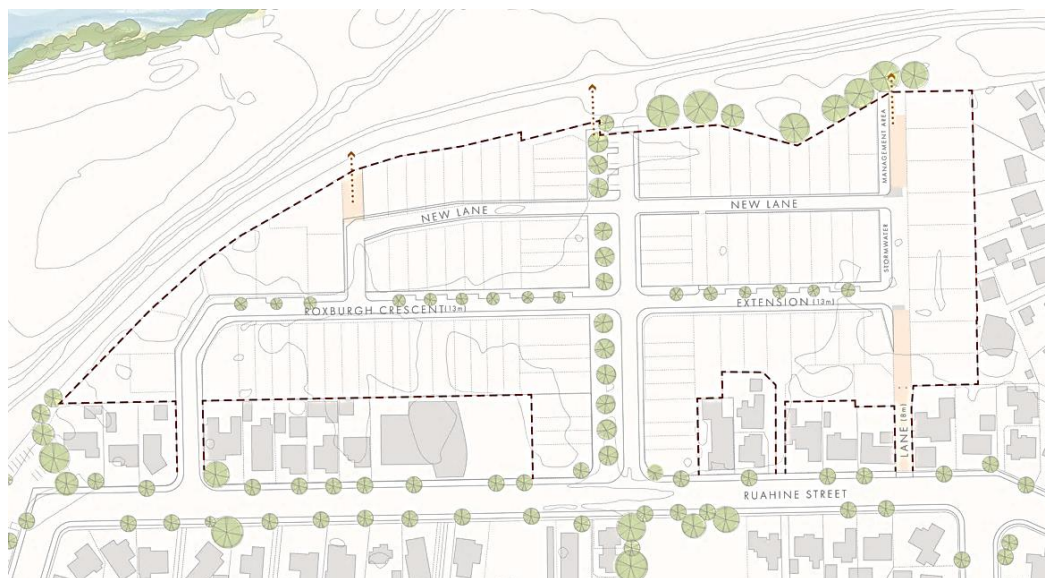 MANAGEMENT AREA
NEW LANE
NEW LANE
STORMWATER
ROXBURGH CRESCENT (13m)
EXTENSION (13m)
LANE (8m)
RUAHINE STREET